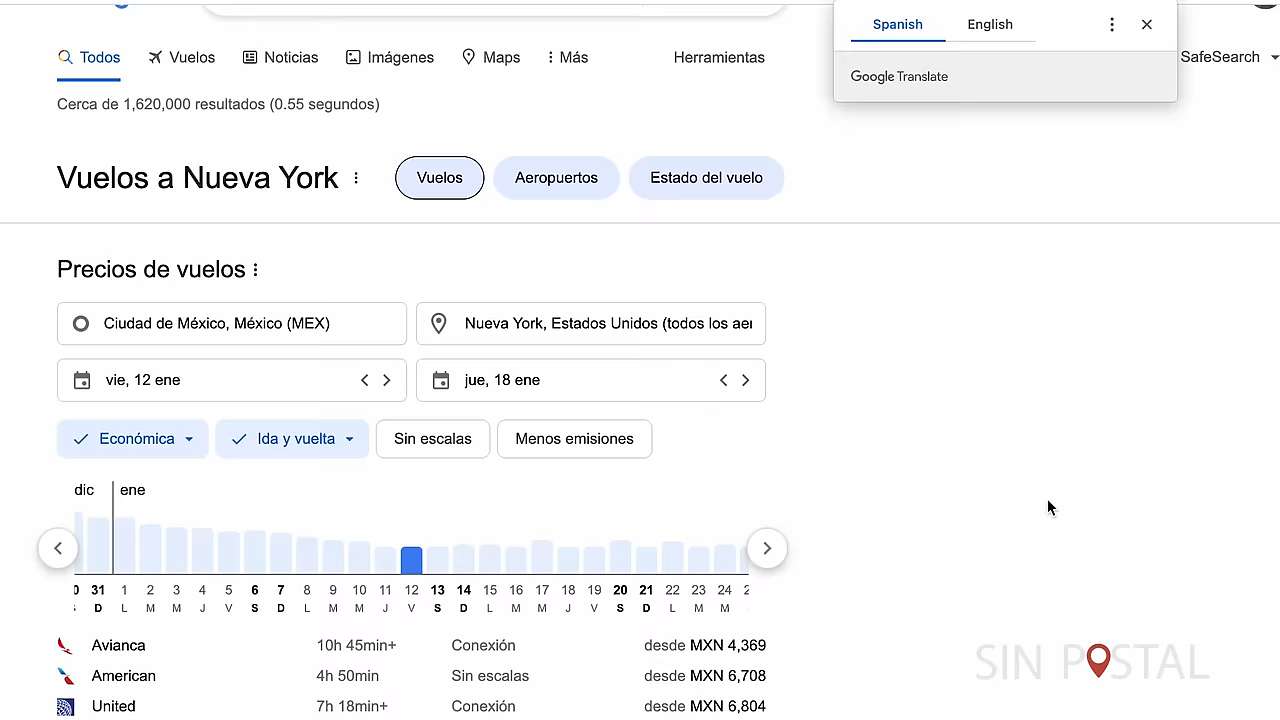 Spanish English
Google Translate
Todos Vuelos Noticias Imágenes Maps Más Herramientas SafeSearch
Cerca de 1,620,000 resultados (0.55 segundos)
Vuelos a Nueva York Vuelos Aeropuertos Estado del vuelo
Precios de vuelos
Ciudad de México, México (MEX) Nueva York, Estados Unidos (todos los aer
vie, 12 ene jue, 18 ene
Económica Ida y vuelta Sin escalas Menos emisiones
dic ene
31 1 2 3 4 5 6 7 8 9 10 11 12 13 14 15 16 17 18 19 20 21 22 23 24
D L M M J V S D L M M J V S D L M M J V S D L M M
Avianca 10h 45min+ Conexión desde MXN 4,369
American 4h 50min Sin escalas desde MXN 6,708
United 7h 18min+ Conexión desde MXN 6,804
SIN POSTAL